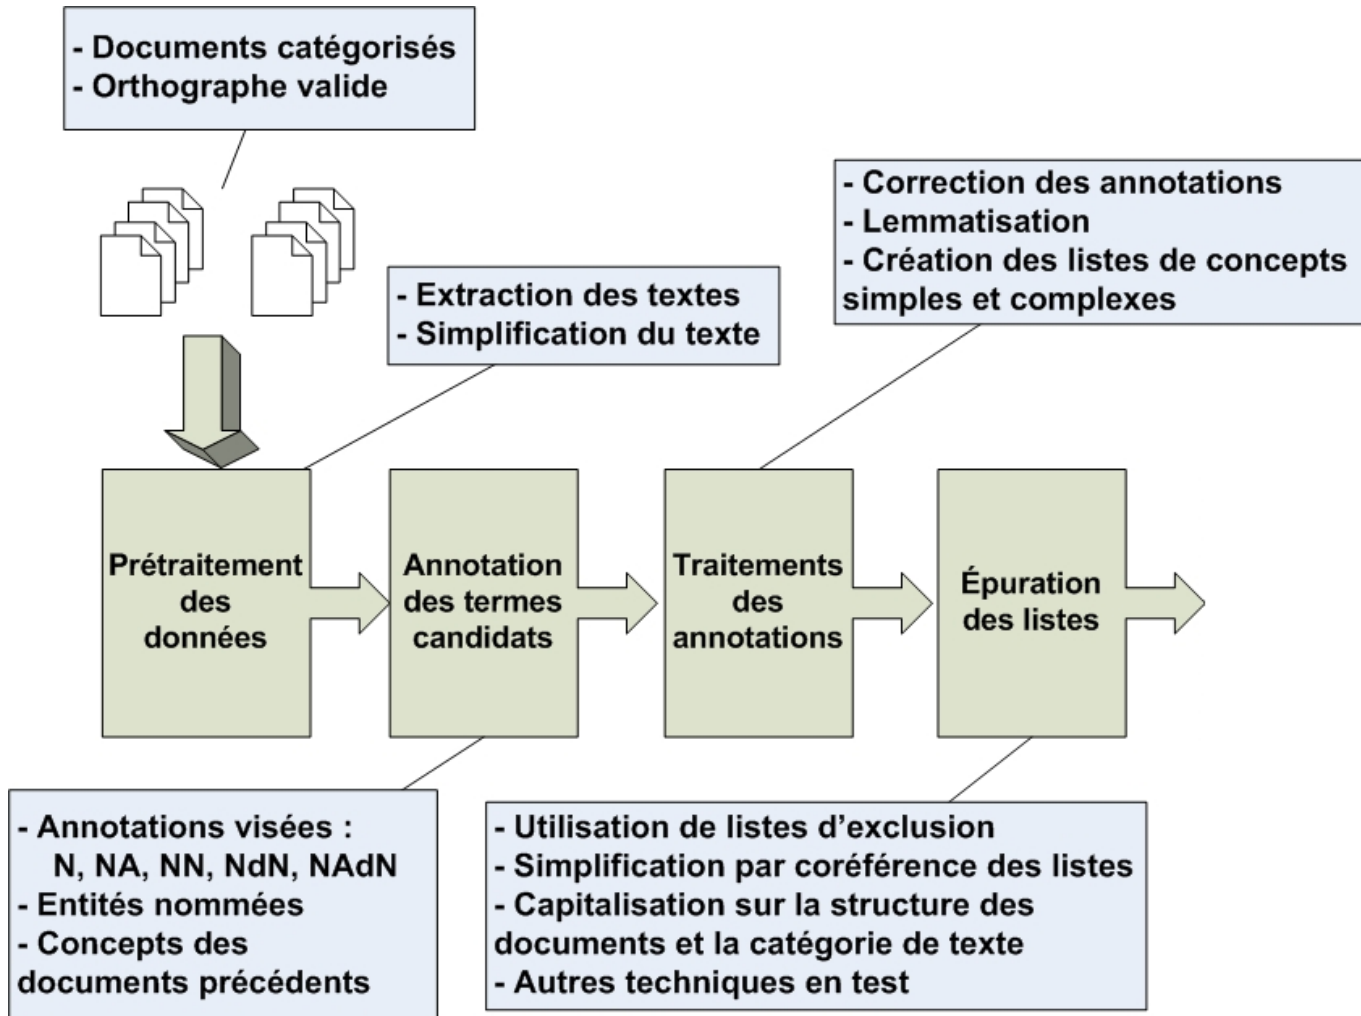 - Documents catégorisés
- Orthographe valide
- Correction des annotations
- Lemmatisation
- Création des listes de concepts
simples et complexes
- Extraction des textes
- Simplification du texte
Prétraitement
des
données
Annotation
des termes
candidats
Traitements
des
annotations
Épuration
des listes
- Annotations visées :
N, NA, NN, NdN, NAdN
- Entités nommées
- Concepts des
documents précédents
- Utilisation de listes d'exclusion
- Simplification par coréférence des listes
- Capitalisation sur la structure des
documents et la catégorie de texte
- Autres techniques en test